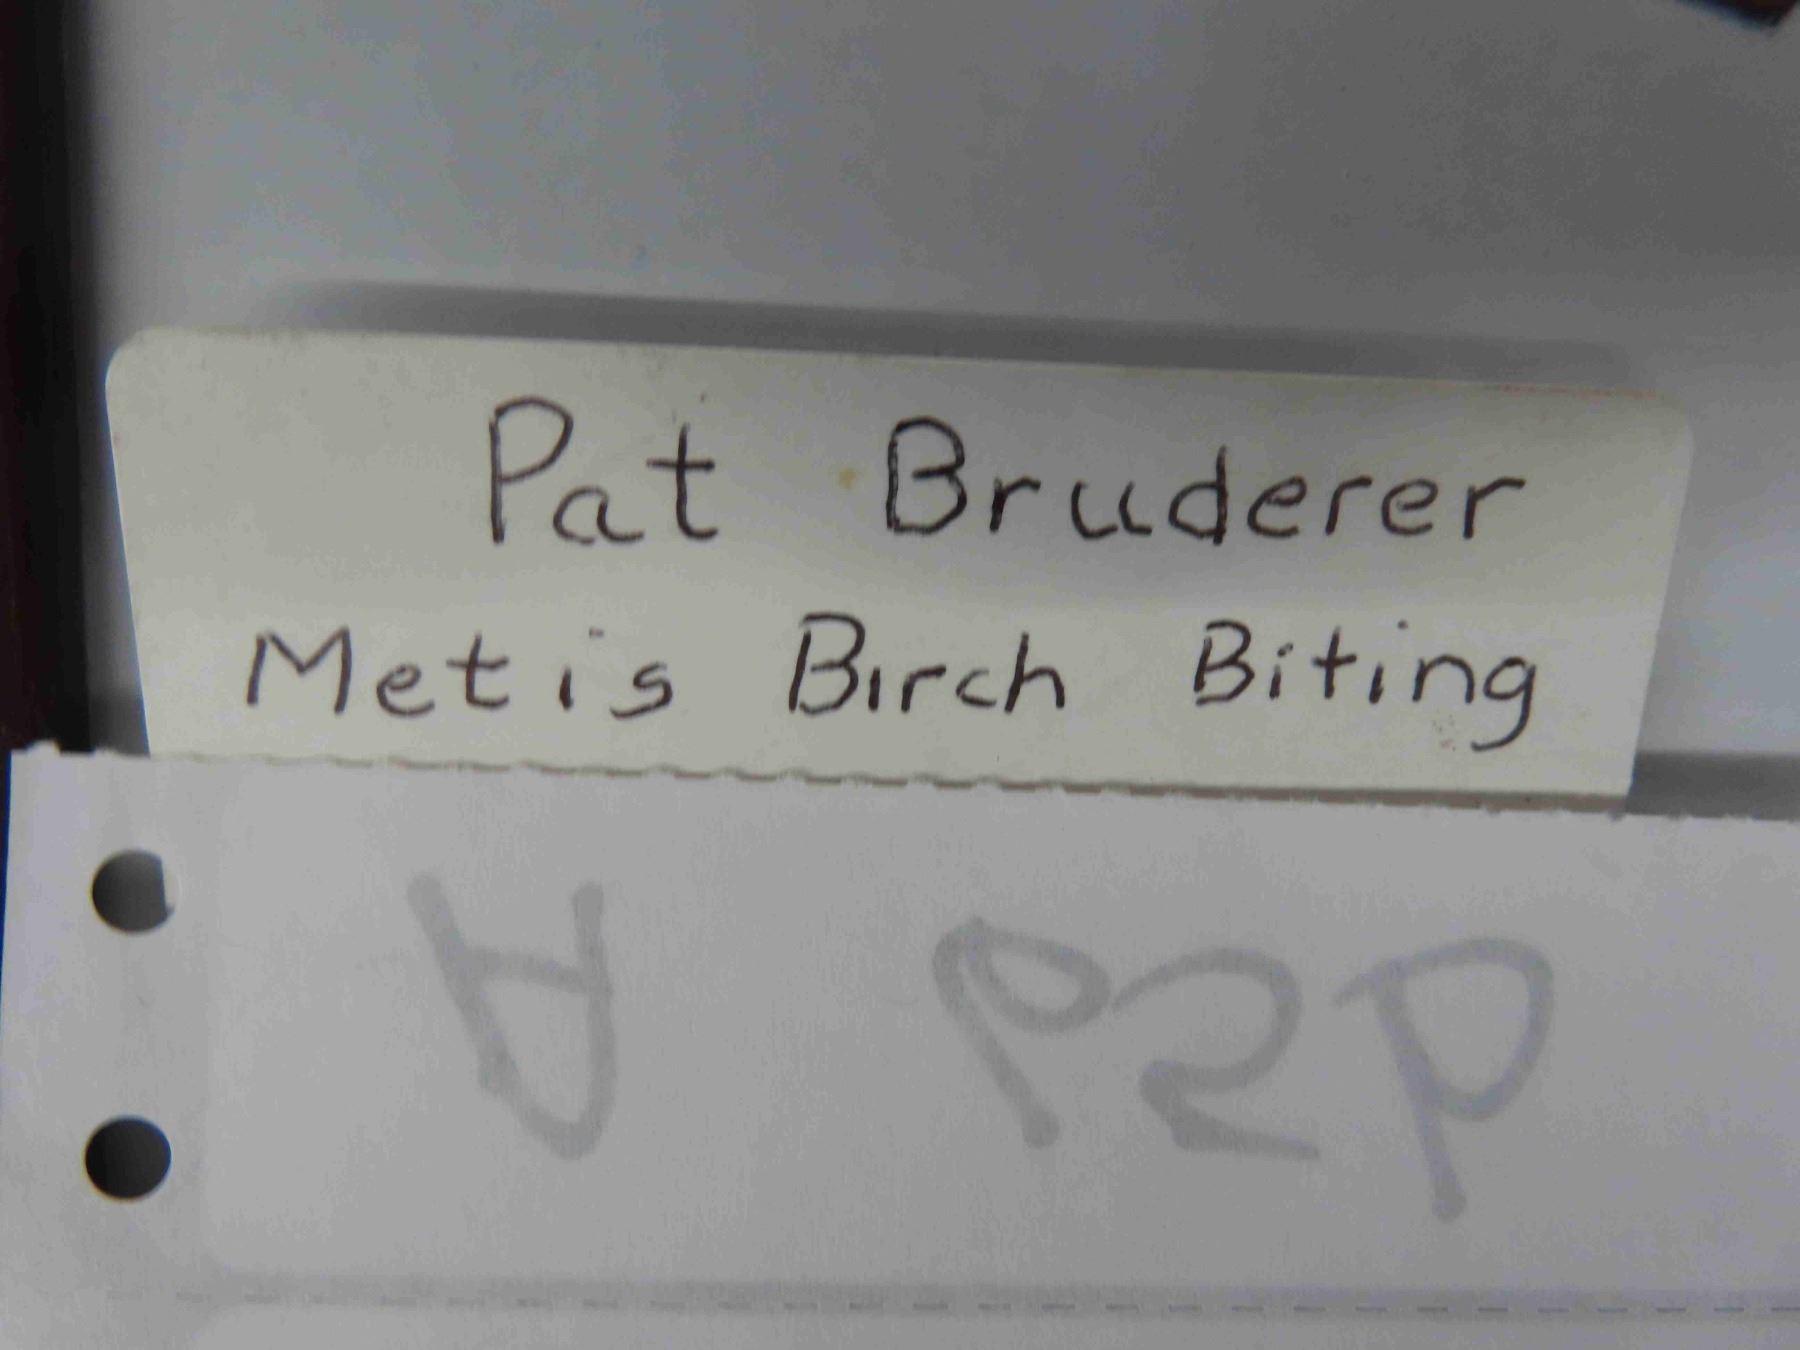 Pat Bruderer
Metis Birch Biting